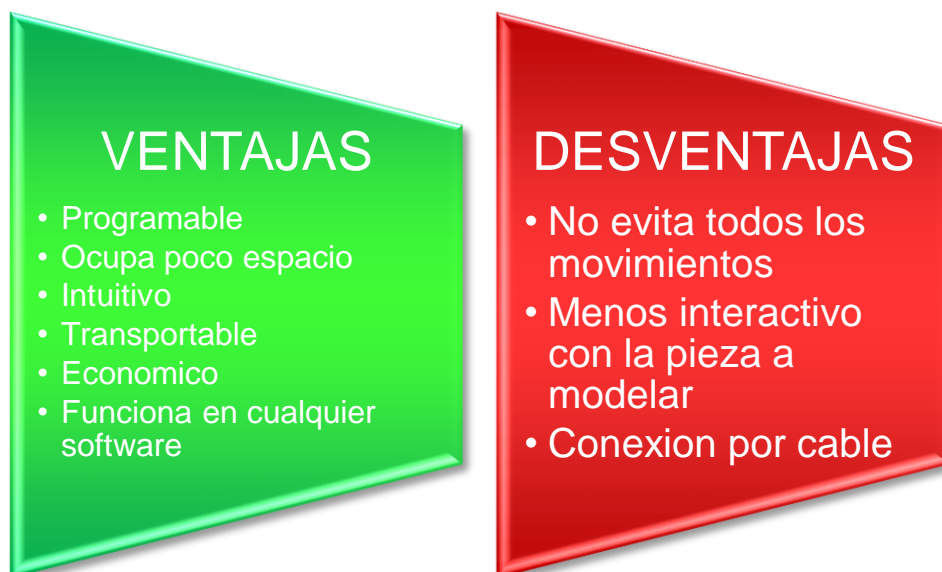 VENTAJAS
• Programable
• Ocupa poco espacio
• Intuitivo
• Transportable
• Economico
• Funciona en cualquier
software
DESVENTAJAS
• No evita todos los
movimientos
• Menos interactivo
con la pieza a
modelar
• Conexion por cable